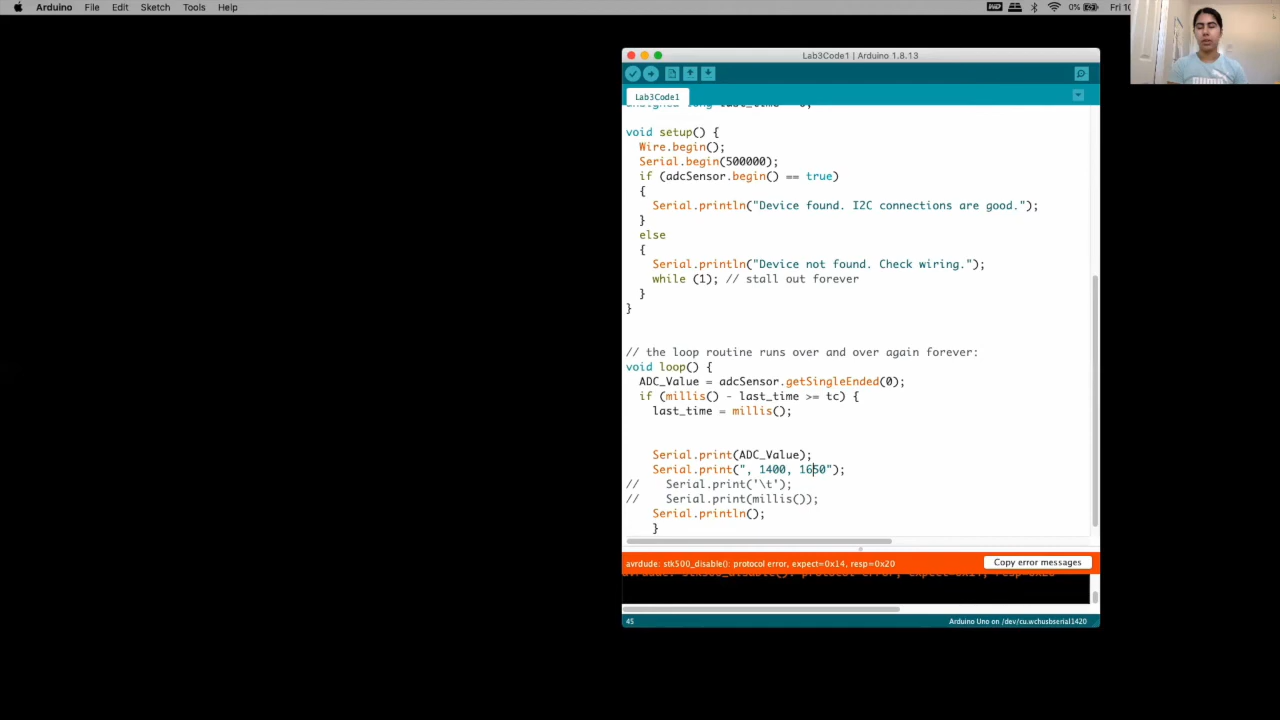 Arduino File Edit Sketch Tools Help
0% Fri 10
Lab3Code1 | Arduino 1.8.13
Lab3Code1
void setup() {
Wire.begin();
Serial.begin(500000);
if (adcSensor.begin() == true)
{
Serial.println("Device found. I2C connections are good.");
}
else
{
Serial.println("Device not found. Check wiring.");
while (1); // stall out forever
}
}
// the loop routine runs over and over again forever:
void loop() {
ADC_Value = adcSensor.getSingleEnded(0);
if (millis() - last_time >= tc) {
last_time = millis();
Serial.print(ADC_Value);
Serial.print(", 1400, 1650");
// Serial.print('\t');
// Serial.print(millis());
Serial.println();
}
avrdude: stk500_disable(): protocol error, expect=0x14, resp=0x20
Copy error messages
45
Arduino Uno on /dev/cu.wchusbserial1420